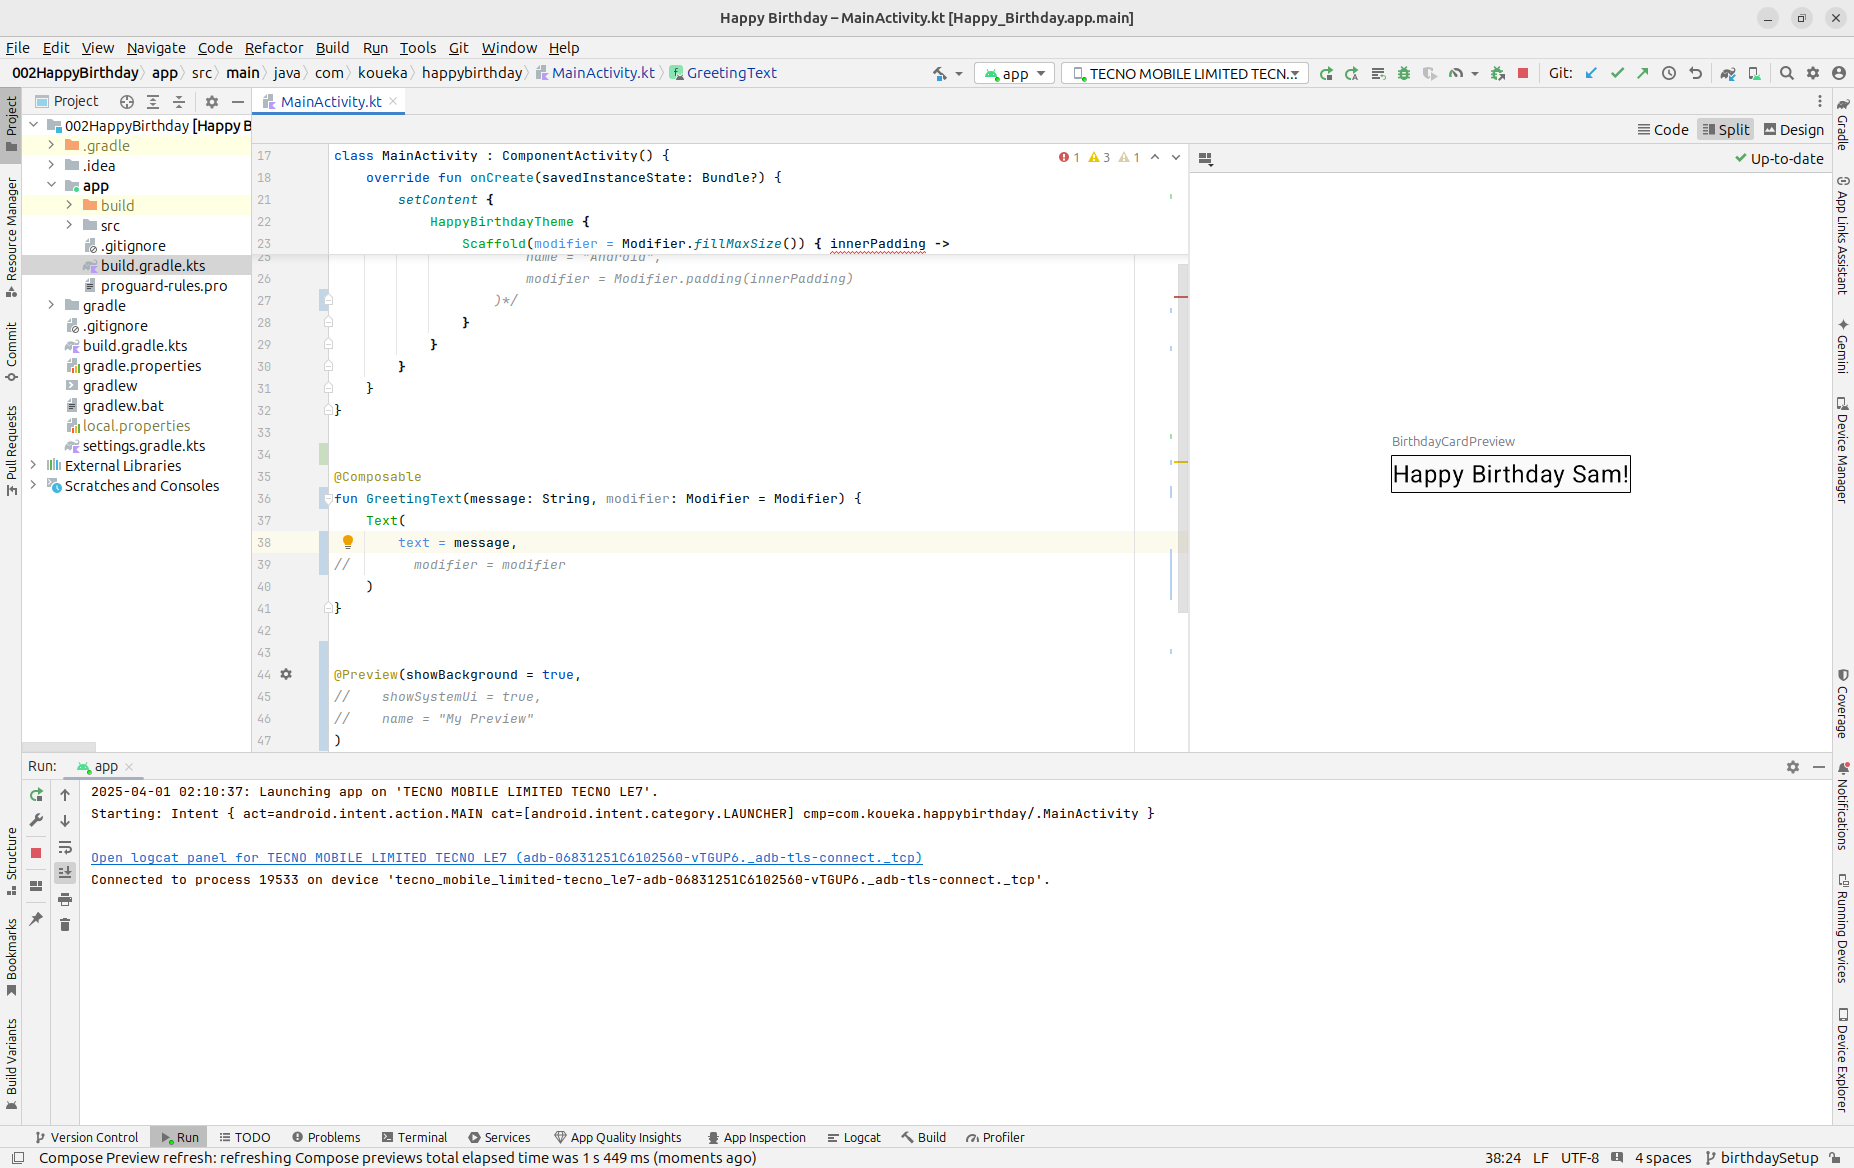 Happy Birthday – MainActivity.kt [Happy_Birthday.app.main]
File Edit View Navigate Code Refactor Build Run Tools Git Window Help
002HappyBirthday app src main java com koueka happybirthday MainActivity.kt GreetingText app TECNO MOBILE LIMITED TECN... Git:
Project MainActivity.kt
Code Split Design
002HappyBirthday [Happy B
.gradle
.idea
app
build
src
.gitignore
build.gradle.kts
proguard-rules.pro
gradle
.gitignore
build.gradle.kts
gradle.properties
gradlew
gradlew.bat
local.properties
settings.gradle.kts
External Libraries
Scratches and Consoles
Project
Resource Manager
Commit
Pull Requests
Structure
Bookmarks
Build Variants
1 3 1
17 class MainActivity : ComponentActivity() {
18 override fun onCreate(savedInstanceState: Bundle?) {
21 setContent {
22 HappyBirthdayTheme {
23 Scaffold(modifier = Modifier.fillMaxSize()) { innerPadding ->
25 name = "Android",
26 modifier = Modifier.padding(innerPadding)
27 )*/
28 }
29 }
30 }
31 }
32 }
33
34
35 @Composable
36 fun GreetingText(message: String, modifier: Modifier = Modifier) {
37 Text(
38 text = message,
39 // modifier = modifier
40 )
41 }
42
43
44 @Preview(showBackground = true,
45 // showSystemUi = true,
46 // name = "My Preview"
47 )
Up-to-date
BirthdayCardPreview
Happy Birthday Sam!
Gradle
App Links Assistant
Gemini
Device Manager
Coverage
Notifications
Running Devices
Device Explorer
Run: app
2025-04-01 02:10:37: Launching app on 'TECNO MOBILE LIMITED TECNO LE7'.
Starting: Intent { act=android.intent.action.MAIN cat=[android.intent.category.LAUNCHER] cmp=com.koueka.happybirthday/.MainActivity }
Open logcat panel for TECNO MOBILE LIMITED TECNO LE7 (adb-06831251C6102560-vTGUP6._adb-tls-connect._tcp)
Connected to process 19533 on device 'tecno_mobile_limited-tecno_le7-adb-06831251C6102560-vTGUP6._adb-tls-connect._tcp'.
Version Control Run TODO Problems Terminal Services App Quality Insights App Inspection Logcat Build Profiler
Compose Preview refresh: refreshing Compose previews total elapsed time was 1 s 449 ms (moments ago) 38:24 LF UTF-8 4 spaces birthdaySetup